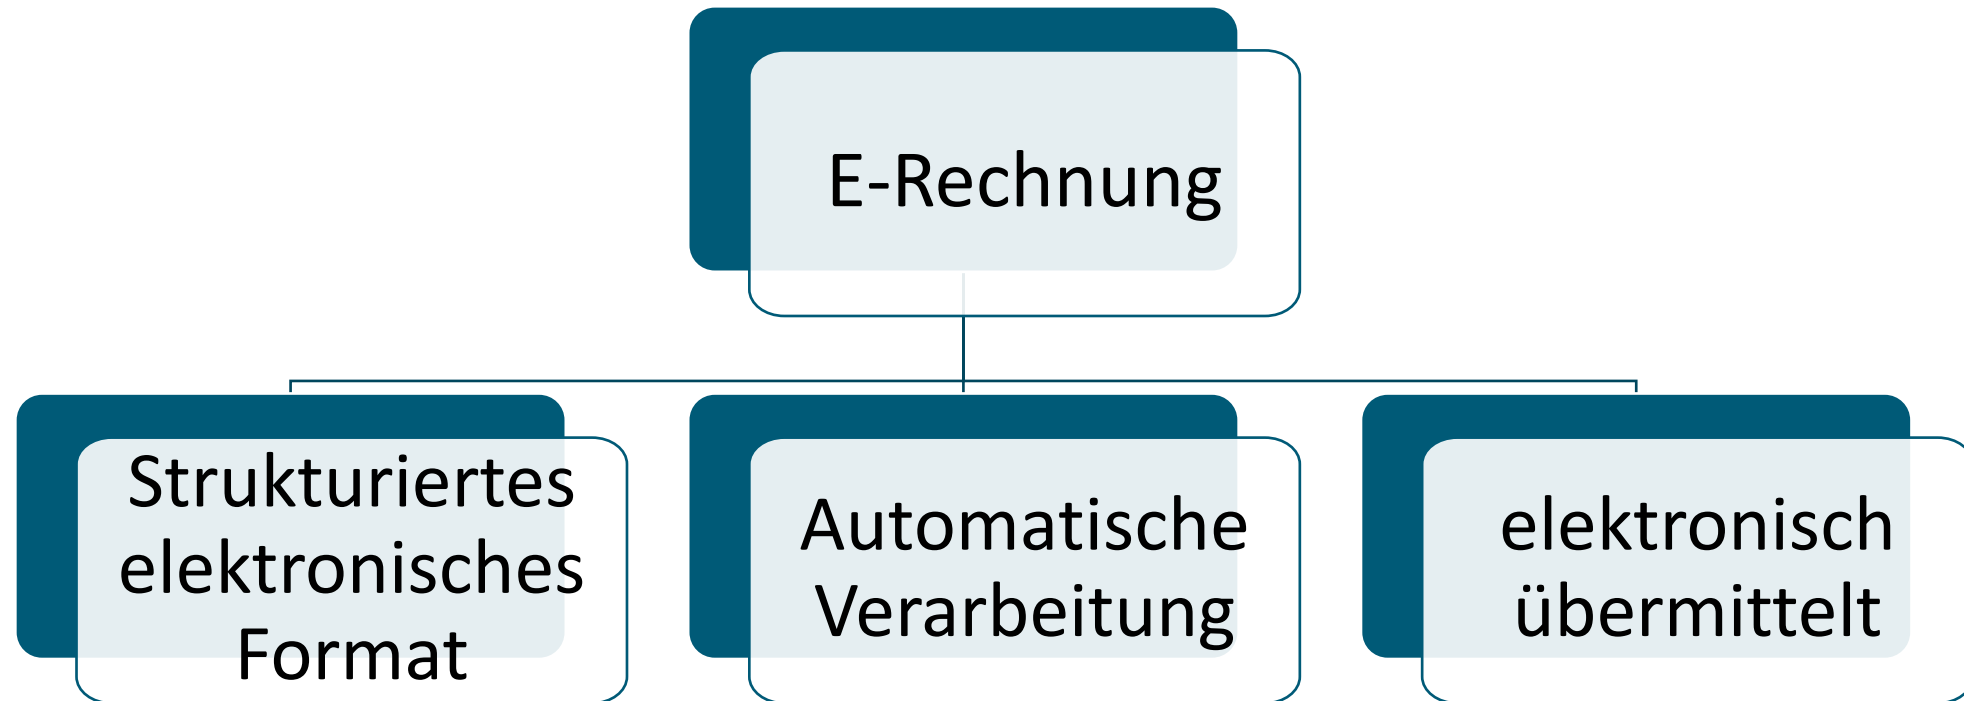 E-Rechnung
Strukturiertes
elektronisches
Format
Automatische
Verarbeitung
elektronisch
übermittelt